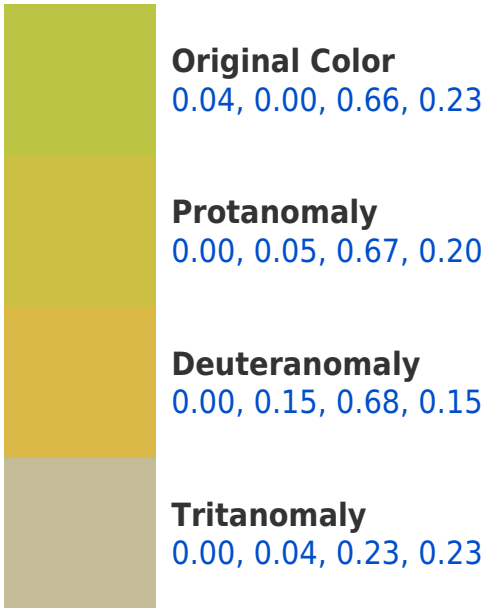 Original Color
0.04, 0.00, 0.66, 0.23
Protanomaly
0.00, 0.05, 0.67, 0.20
Deuteranomaly
0.00, 0.15, 0.68, 0.15
Tritanomaly
0.00, 0.04, 0.23, 0.23